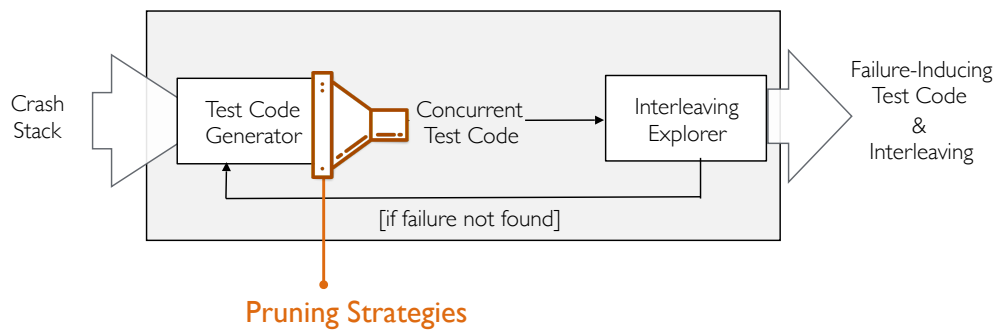 Crash
Stack
Test Code
Generator
Concurrent
Test Code
Interleaving
Explorer
Failure-Inducing
Test Code
&
Interleaving
[if failure not found]
Pruning Strategies